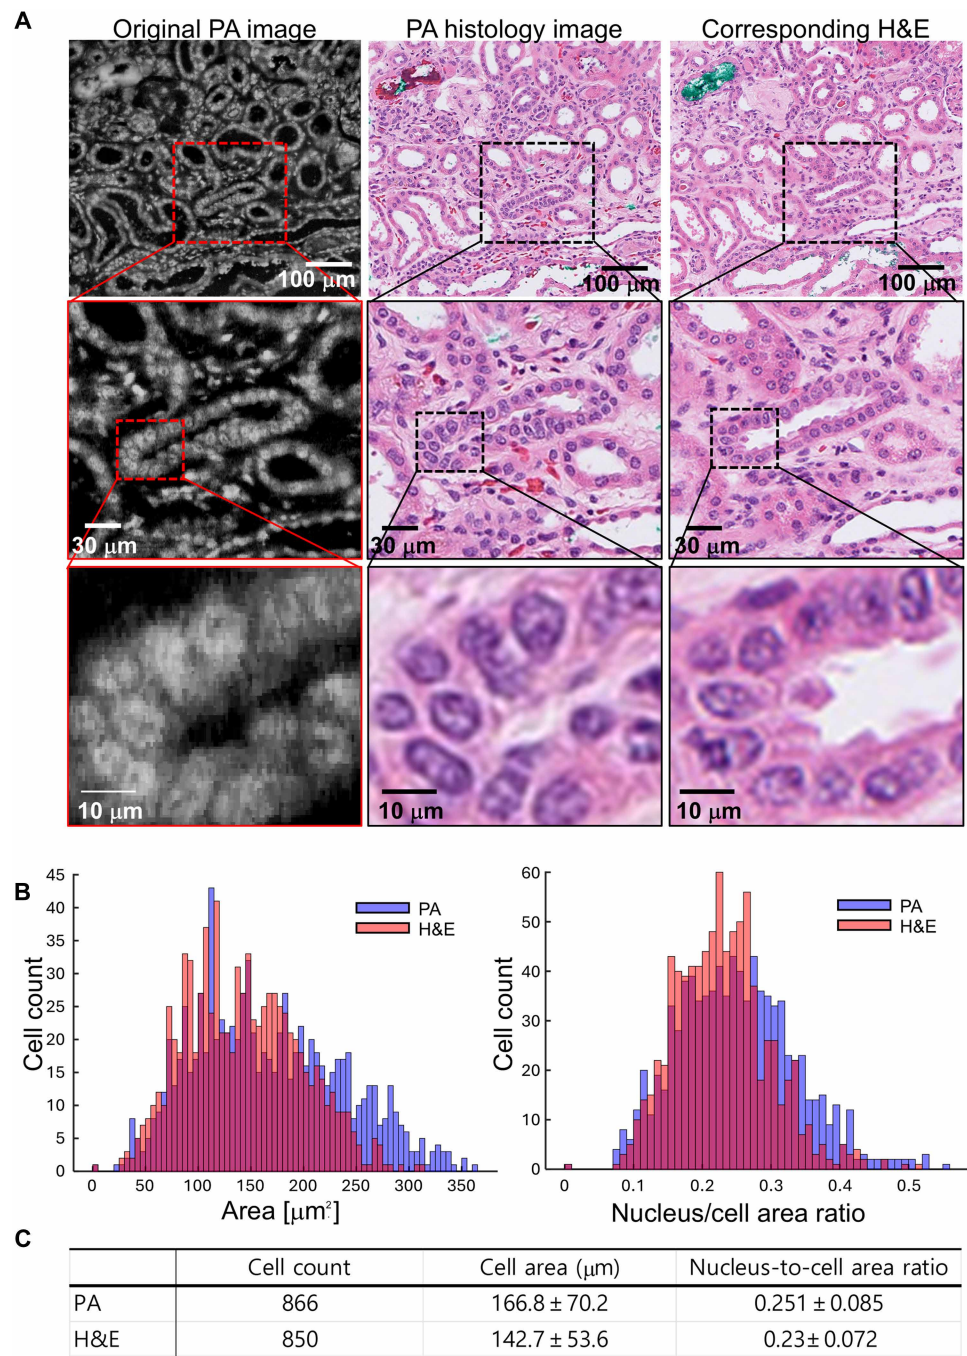 A
Original PA image PA histology image Corresponding H&E
100 μm 100 μm 100 μm
30 μm 30 μm 30 μm
10 μm 10 μm 10 μm
B
45
40
35
30
25
20
15
10
5
0
Cell count
0 50 100 150 200 250 300 350
Area [μm²]
PA
H&E
60
50
40
30
20
10
0
Cell count
0 0.1 0.2 0.3 0.4 0.5
Nucleus/cell area ratio
PA
H&E
C
Cell count Cell area (μm) Nucleus-to-cell area ratio
PA 866 166.8 ± 70.2 0.251 ± 0.085
H&E 850 142.7 ± 53.6 0.23± 0.072